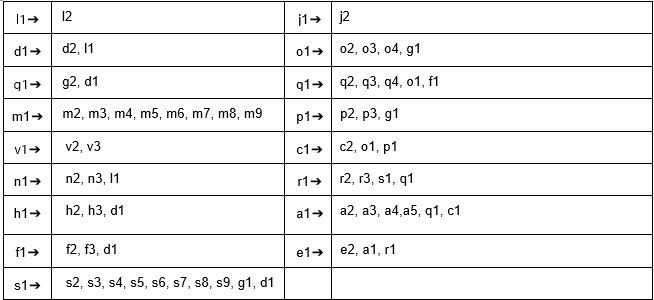 l1➔ l2 j1➔ j2
d1➔ d2, l1 o1➔ o2, o3, o4, g1
g1➔ g2, d1 q1➔ q2, q3, q4, o1, f1
m1➔ m2, m3, m4, m5, m6, m7, m8, m9 p1➔ p2, p3, g1
v1➔ v2, v3 c1➔ c2, o1, p1
n1➔ n2, n3, l1 r1➔ r2, r3, s1, q1
h1➔ h2, h3, d1 a1➔ a2, a3, a4,a5, q1, c1
f1➔ f2, f3, d1 e1➔ e2, a1, r1
s1➔ s2, s3, s4, s5, s6, s7, s8, s9, g1, d1